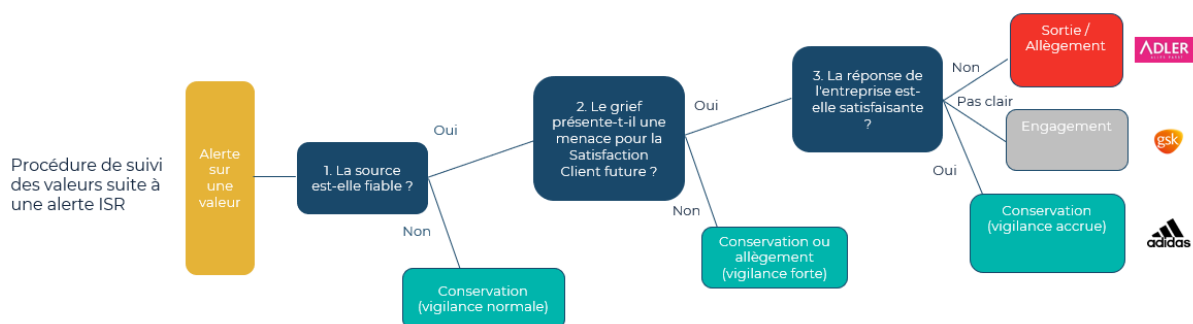 Procédure de suivi
des valeurs suite à
une alerte ISR
Alerte
sur
une
valeur
1. La source
est-elle fiable ?
Oui
Non
Conservation
(vigilance normale)
2. Le grief
présente-t-il une
menace pour la
Satisfaction
Client future ?
Oui
Non
Conservation ou
allègement
(vigilance forte)
3. La réponse de
l'entreprise est-
elle satisfaisante
?
Non
Pas clair
Oui
Sortie /
Allègement
ADLER
Engagement
gsk
Conservation
(vigilance accrue)
adidas